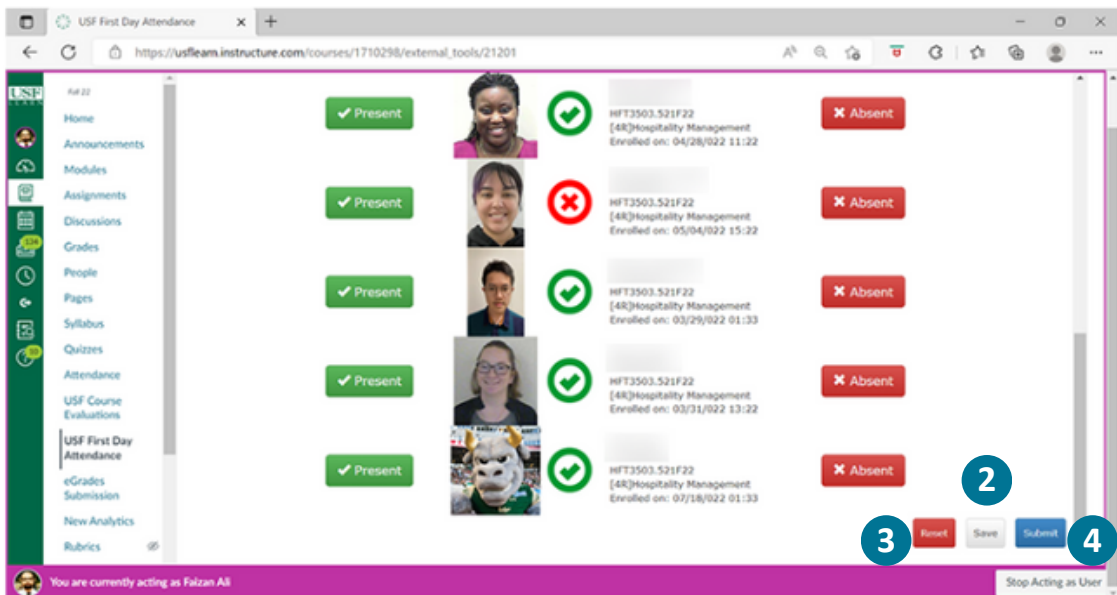 USF First Day Attendance
https://usflearn.instructure.com/courses/1710298/external_tools/21201
USF
LEARN
Fall 22
Home
Announcements
Modules
Assignments
Discussions
Grades
People
Pages
Syllabus
Quizzes
Attendance
USF Course
Evaluations
USF First Day
Attendance
eGrades
Submission
New Analytics
Rubrics
134
10
Present
HFT3503.521F22
[4R]Hospitality Management
Enrolled on: 04/28/022 11:22
Absent
Present
HFT3503.521F22
[4R]Hospitality Management
Enrolled on: 05/04/022 15:22
Absent
Present
HFT3503.521F22
[4R]Hospitality Management
Enrolled on: 03/29/022 01:33
Absent
Present
HFT3503.521F22
[4R]Hospitality Management
Enrolled on: 03/31/022 13:22
Absent
Present
HFT3503.521F22
[4R]Hospitality Management
Enrolled on: 07/18/022 01:33
Absent
2
3
Reset
Save
Submit
4
You are currently acting as Faizan Ali
Stop Acting as User